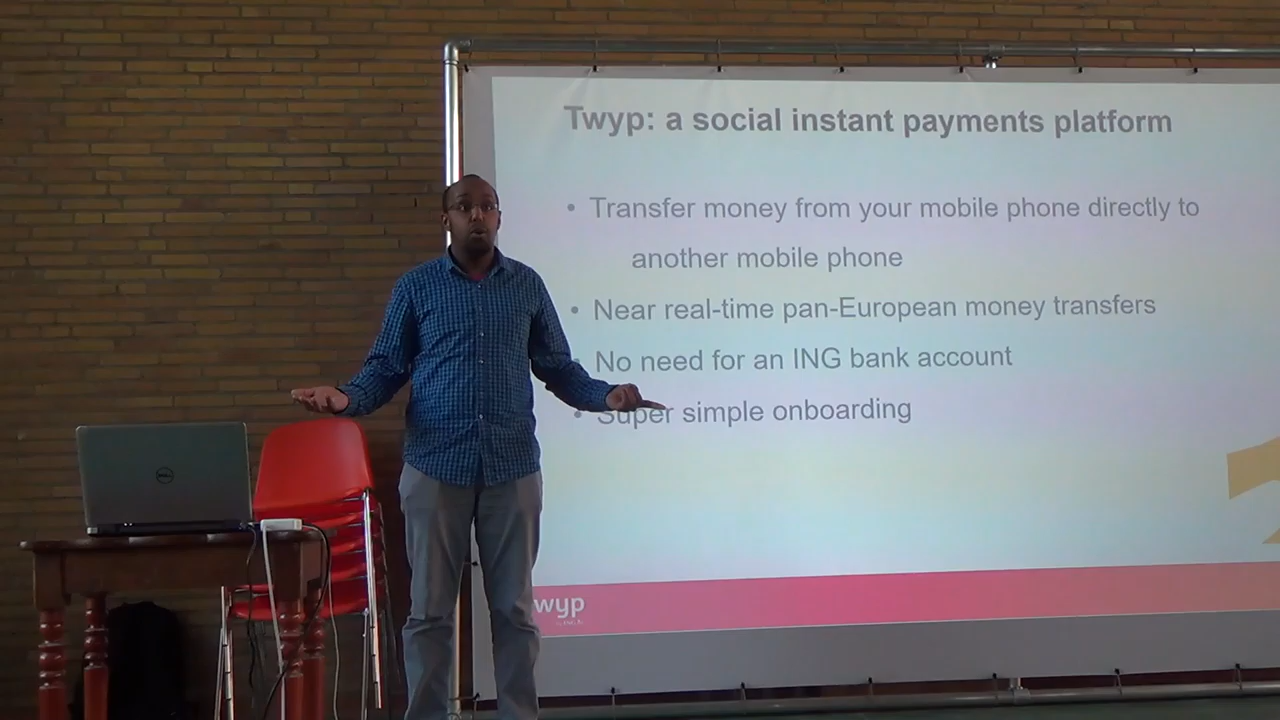 Twyp: a social instant payments platform
• Transfer money from your mobile phone directly to
another mobile phone
• Near real-time pan-European money transfers
• No need for an ING bank account
• Super simple onboarding
wyp
DELL